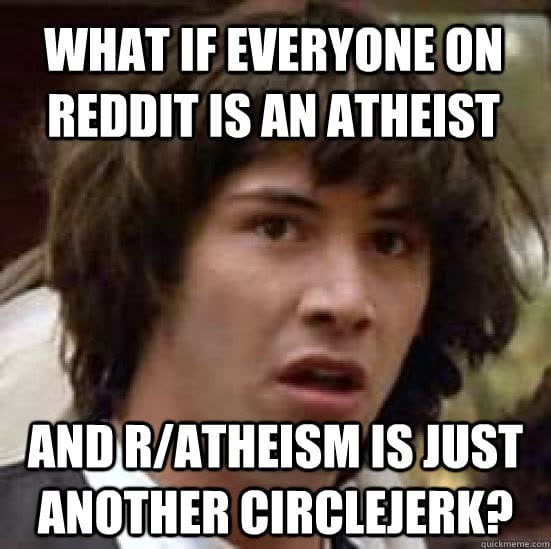 WHAT IF EVERYONE ON
REDDIT IS AN ATHEIST
AND R/ATHEISM IS JUST
ANOTHER CIRCLEJERK?
quickmeme.com